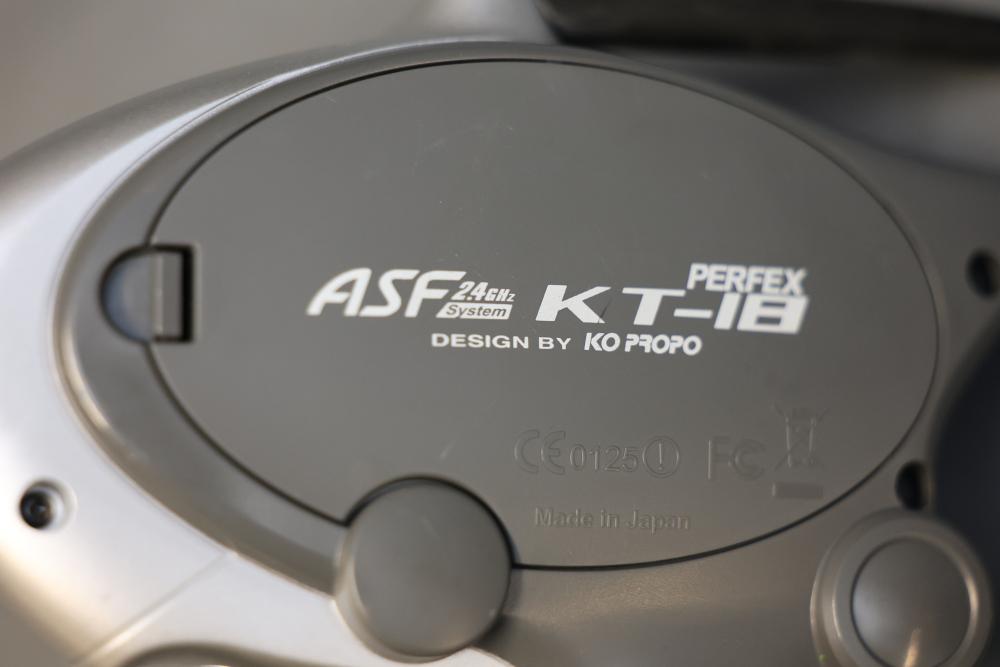 ASF 2.4GHz System
PERFEX
KT-18
DESIGN BY KO PROPO
CE0125! FC
Made in Japan